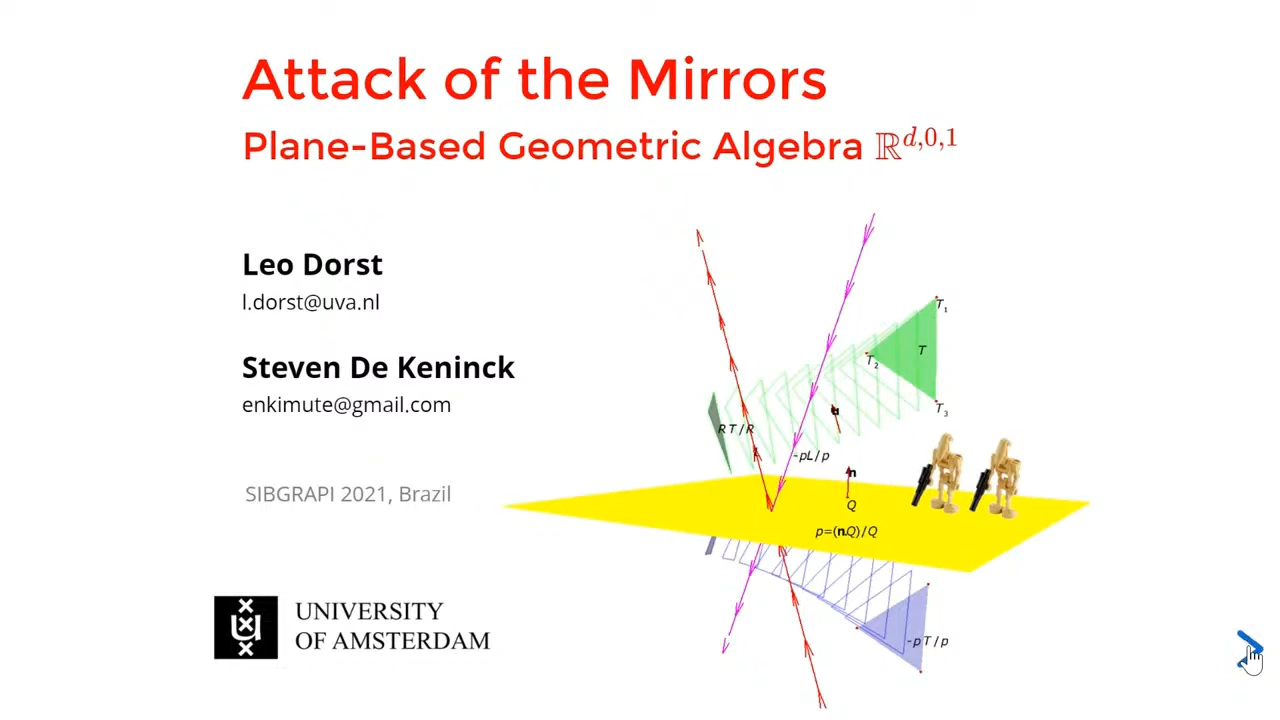 Attack of the Mirrors
Plane-Based Geometric Algebra ℝ^{d,0,1}
Leo Dorst
l.dorst@uva.nl
Steven De Keninck
enkimute@gmail.com
SIBGRAPI 2021, Brazil
UNIVERSITY
OF AMSTERDAM
T₁
T
T₂
T₃
u
R T / R
-pL/p
n
Q
p=(n.Q)/Q
-p T/p